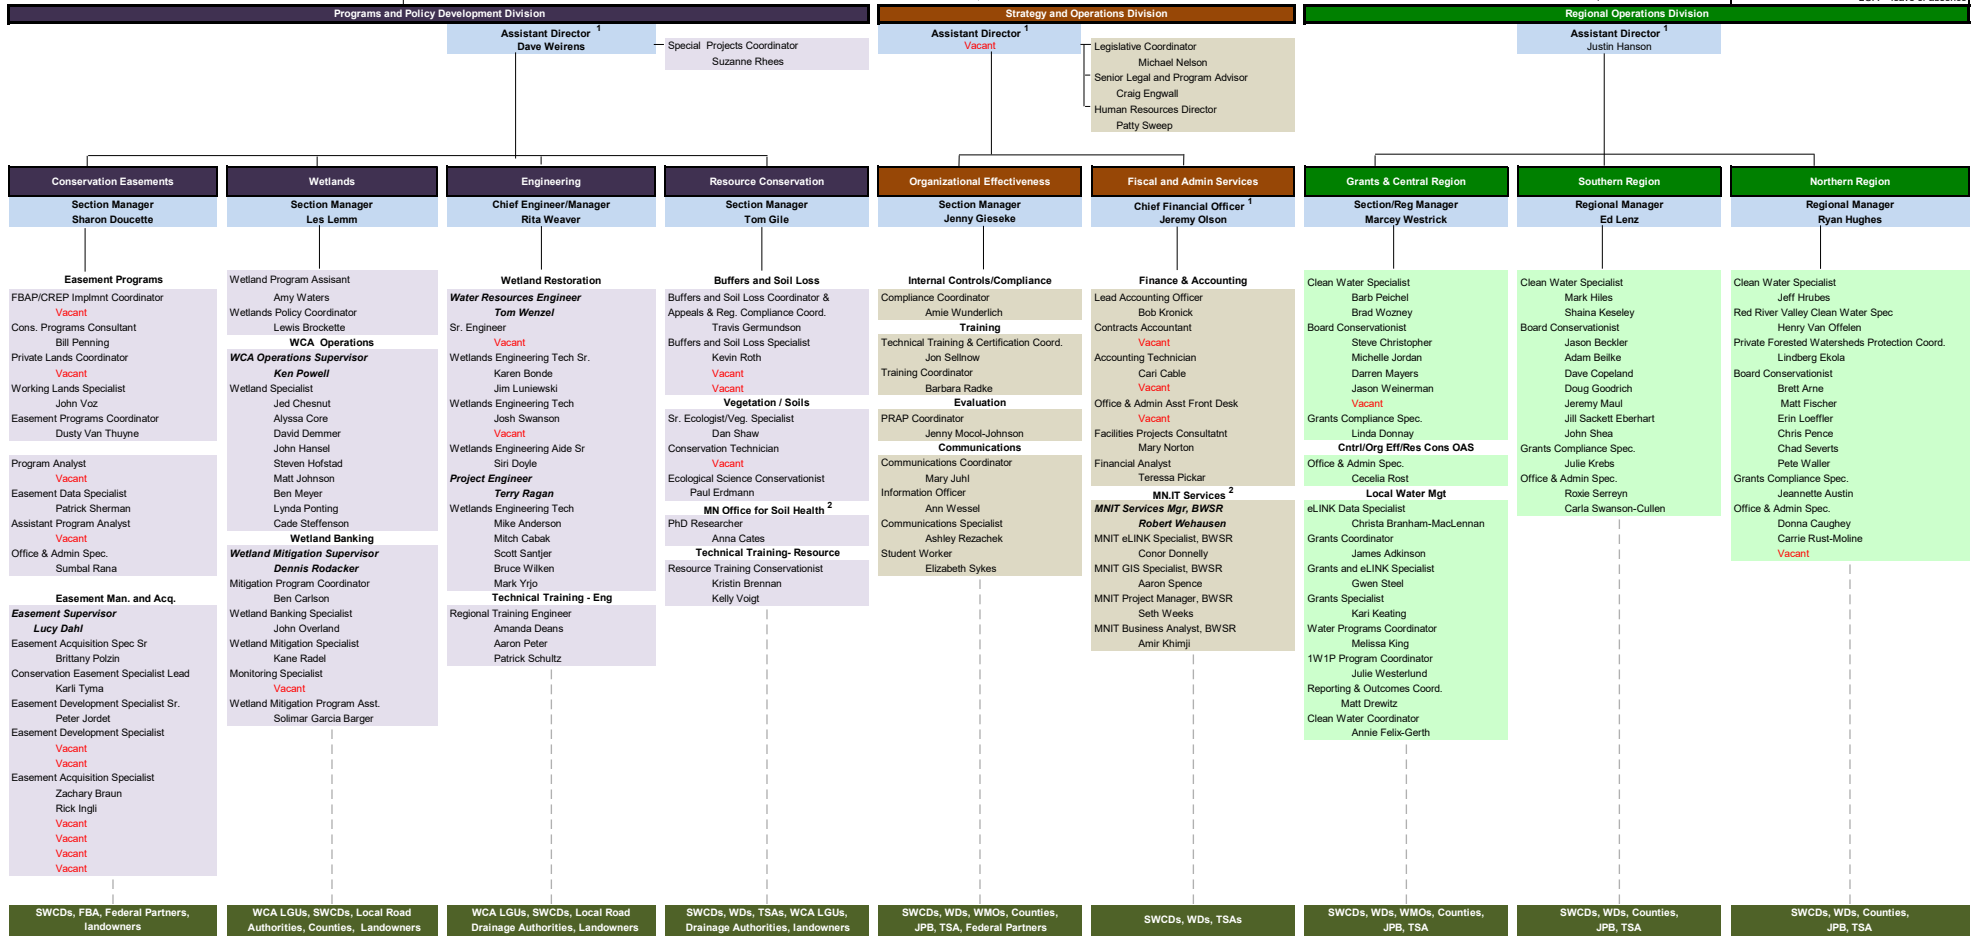 Programs and Policy Development Division
Assistant Director 1
Dave Weirens
Special Projects Coordinator
Suzanne Rhees
Strategy and Operations Division
Assistant Director 1
Vacant
Legislative Coordinator
Michael Nelson
Senior Legal and Program Advisor
Craig Engwall
Human Resources Director
Patty Sweep
Regional Operations Division
Assistant Director 1
Justin Hanson
Conservation Easements
Section Manager
Sharon Doucette
Easement Programs
FBAP/CREP Implmnt Coordinator
Vacant
Cons. Programs Consultant
Bill Penning
Private Lands Coordinator
Vacant
Working Lands Specialist
John Voz
Easement Programs Coordinator
Dusty Van Thuyne
Program Analyst
Vacant
Easement Data Specialist
Patrick Sherman
Assistant Program Analyst
Vacant
Office & Admin Spec.
Sumbal Rana
Easement Man. and Acq.
Easement Supervisor
Lucy Dahl
Easement Acquisition Spec Sr
Brittany Polzin
Conservation Easement Specialist Lead
Karli Tyma
Easement Development Specialist Sr.
Peter Jordet
Easement Development Specialist
Vacant
Vacant
Easement Acquisition Specialist
Zachary Braun
Rick Ingli
Vacant
Vacant
Vacant
Vacant
SWCDs, FBA, Federal Partners,
landowners
Wetlands
Section Manager
Les Lemm
Wetland Program Assisant
Amy Waters
Wetlands Policy Coordinator
Lewis Brockette
WCA Operations
WCA Operations Supervisor
Ken Powell
Wetland Specialist
Jed Chesnut
Alyssa Core
David Demmer
John Hansel
Steven Hofstad
Matt Johnson
Ben Meyer
Lynda Ponting
Cade Steffenson
Wetland Banking
Wetland Mitigation Supervisor
Dennis Rodacker
Mitigation Program Coordinator
Ben Carlson
Wetland Banking Specialist
John Overland
Wetland Mitigation Specialist
Kane Radel
Monitoring Specialist
Vacant
Wetland Mitigation Program Asst.
Solimar Garcia Barger
WCA LGUs, SWCDs, Local Road
Authorities, Counties, Landowners
Engineering
Chief Engineer/Manager
Rita Weaver
Wetland Restoration
Water Resources Engineer
Tom Wenzel
Sr. Engineer
Vacant
Wetlands Engineering Tech Sr.
Karen Bonde
Jim Luniewski
Wetlands Engineering Tech
Josh Swanson
Vacant
Wetlands Engineering Aide Sr
Siri Doyle
Project Engineer
Terry Ragan
Wetlands Engineering Tech
Mike Anderson
Mitch Cabak
Scott Santjer
Bruce Wilken
Mark Yrjo
Technical Training - Eng
Regional Training Engineer
Amanda Deans
Aaron Peter
Patrick Schultz
WCA LGUs, SWCDs, Local Road
Drainage Authorities, Landowners
Resource Conservation
Section Manager
Tom Gile
Buffers and Soil Loss
Buffers and Soil Loss Coordinator &
Appeals & Reg. Compliance Coord.
Travis Germundson
Buffers and Soil Loss Specialist
Kevin Roth
Vacant
Vacant
Vegetation / Soils
Sr. Ecologist/Veg. Specialist
Dan Shaw
Conservation Technician
Vacant
Ecological Science Conservationist
Paul Erdmann
MN Office for Soil Health 2
PhD Researcher
Anna Cates
Technical Training- Resource
Resource Training Conservationist
Kristin Brennan
Kelly Voigt
SWCDs, WDs, TSAs, WCA LGUs,
Drainage Authorities, landowners
Organizational Effectiveness
Section Manager
Jenny Gieseke
Internal Controls/Compliance
Compliance Coordinator
Amie Wunderlich
Training
Technical Training & Certification Coord.
Jon Sellnow
Training Coordinator
Barbara Radke
Evaluation
PRAP Coordinator
Jenny Mocol-Johnson
Communications
Communications Coordinator
Mary Juhl
Information Officer
Ann Wessel
Communications Specialist
Ashley Rezachek
Student Worker
Elizabeth Sykes
SWCDs, WDs, WMOs, Counties,
JPB, TSA, Federal Partners
Fiscal and Admin Services
Chief Financial Officer 1
Jeremy Olson
Finance & Accounting
Lead Accounting Officer
Bob Kronick
Contracts Accountant
Vacant
Accounting Technician
Cari Cable
Vacant
Office & Admin Asst Front Desk
Vacant
Facilities Projects Consultatnt
Mary Norton
Financial Analyst
Teressa Pickar
MN.IT Services 2
MNIT Services Mgr, BWSR
Robert Wehausen
MNIT eLINK Specialist, BWSR
Conor Donnelly
MNIT GIS Specialist, BWSR
Aaron Spence
MNIT Project Manager, BWSR
Seth Weeks
MNIT Business Analyst, BWSR
Amir Khimji
SWCDs, WDs, TSAs
Grants & Central Region
Section/Reg Manager
Marcey Westrick
Clean Water Specialist
Barb Peichel
Brad Wozney
Board Conservationist
Steve Christopher
Michelle Jordan
Darren Mayers
Jason Weinerman
Vacant
Grants Compliance Spec.
Linda Donnay
Cntrl/Org Eff/Res Cons OAS
Office & Admin Spec.
Cecelia Rost
Local Water Mgt
eLINK Data Specialist
Christa Branham-MacLennan
Grants Coordinator
James Adkinson
Grants and eLINK Specialist
Gwen Steel
Grants Specialist
Kari Keating
Water Programs Coordinator
Melissa King
1W1P Program Coordinator
Julie Westerlund
Reporting & Outcomes Coord.
Matt Drewitz
Clean Water Coordinator
Annie Felix-Gerth
SWCDs, WDs, WMOs, Counties,
JPB, TSA
Southern Region
Regional Manager
Ed Lenz
Clean Water Specialist
Mark Hiles
Shaina Keseley
Board Conservationist
Jason Beckler
Adam Beilke
Dave Copeland
Doug Goodrich
Jeremy Maul
Jill Sackett Eberhart
John Shea
Grants Compliance Spec.
Julie Krebs
Office & Admin Spec.
Roxie Serreyn
Carla Swanson-Cullen
SWCDs, WDs, Counties,
JPB, TSA
Northern Region
Regional Manager
Ryan Hughes
Clean Water Specialist
Jeff Hrubes
Red River Valley Clean Water Spec
Henry Van Offelen
Private Forested Watersheds Protection Coord.
Lindberg Ekola
Board Conservationist
Brett Arne
Matt Fischer
Erin Loeffler
Chris Pence
Chad Severts
Pete Waller
Grants Compliance Spec.
Jeannette Austin
Office & Admin Spec.
Donna Caughey
Carrie Rust-Moline
Vacant
SWCDs, WDs, Counties,
JPB, TSA